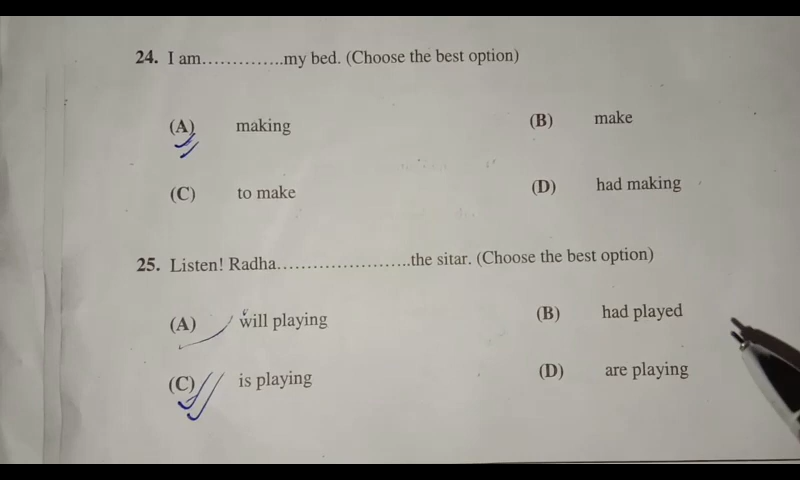 24. I am..............my bed. (Choose the best option)
(A) making (B) make
(C) to make (D) had making
25. Listen! Radha......................the sitar. (Choose the best option)
(A) will playing (B) had played
(C) is playing (D) are playing